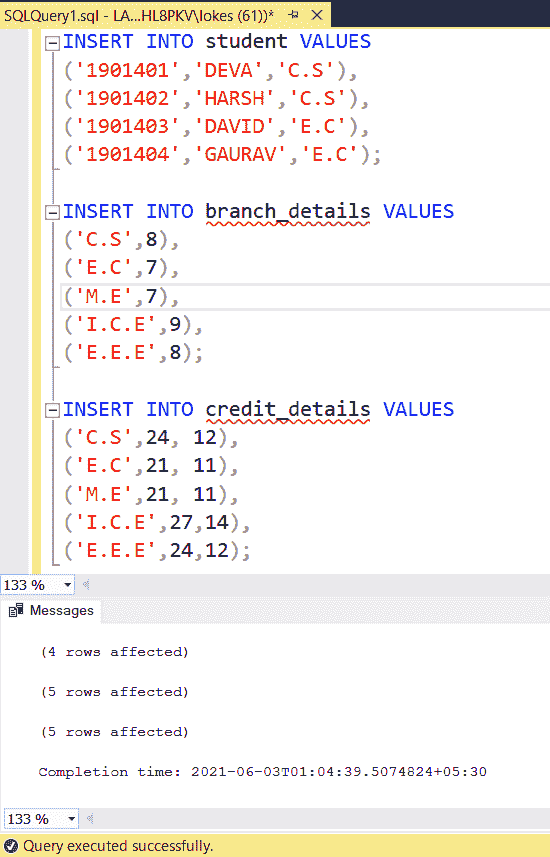 SQLQuery1.sql - LA...HL8PKV\lokes (61))*
INSERT INTO student VALUES
('1901401','DEVA','C.S'),
('1901402','HARSH','C.S'),
('1901403','DAVID','E.C'),
('1901404','GAURAV','E.C');
INSERT INTO branch_details VALUES
('C.S',8),
('E.C',7),
('M.E',7),
('I.C.E',9),
('E.E.E',8);
INSERT INTO credit_details VALUES
('C.S',24, 12),
('E.C',21, 11),
('M.E',21, 11),
('I.C.E',27,14),
('E.E.E',24,12);
133 %
Messages
(4 rows affected)
(5 rows affected)
(5 rows affected)
Completion time: 2021-06-03T01:04:39.5074824+05:30
133 %
Query executed successfully.